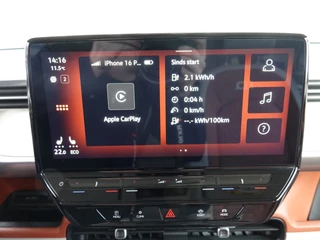 14:16
11.5°C
2
iPhone 16 P...
Apple CarPlay
Sinds start
2.1 kWh/h
0 km
0:04 h
0 km/h
--.- kWh/100km
22.0
ECO